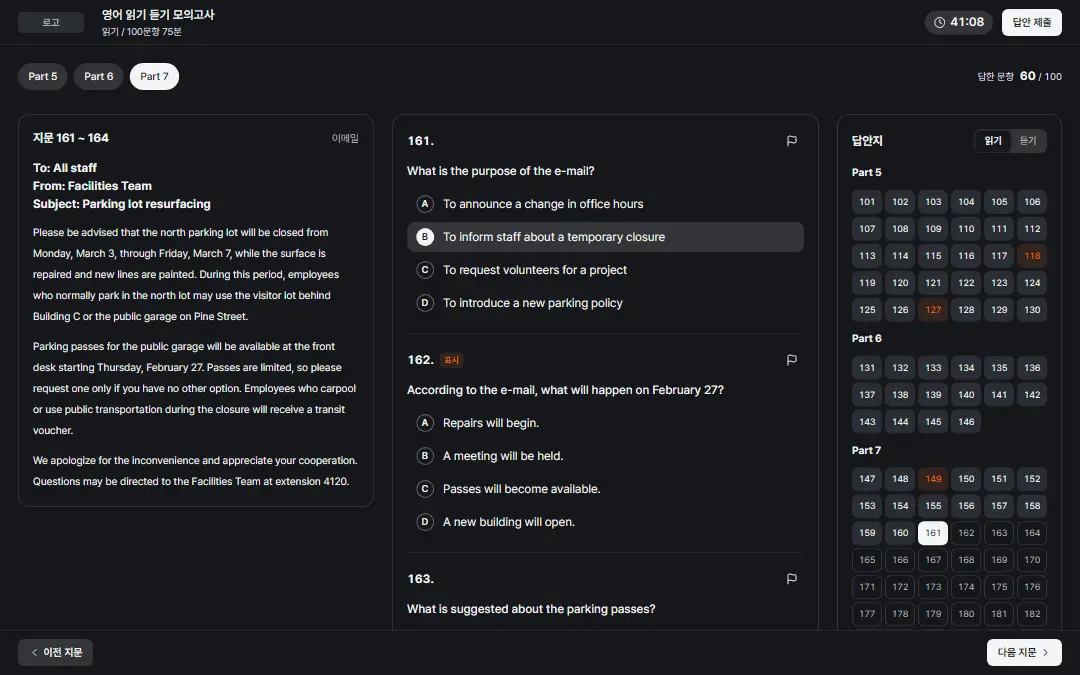 로고
영어 읽기 듣기 모의고사
읽기 / 100문항 75분
41:08
답안 제출
Part 5
Part 6
Part 7
답한 문항 60 / 100
지문 161 ~ 164
이메일
To: All staff
From: Facilities Team
Subject: Parking lot resurfacing
Please be advised that the north parking lot will be closed from
Monday, March 3, through Friday, March 7, while the surface is
repaired and new lines are painted. During this period, employees
who normally park in the north lot may use the visitor lot behind
Building C or the public garage on Pine Street.
Parking passes for the public garage will be available at the front
desk starting Thursday, February 27. Passes are limited, so please
request one only if you have no other option. Employees who carpool
or use public transportation during the closure will receive a transit
voucher.
We apologize for the inconvenience and appreciate your cooperation.
Questions may be directed to the Facilities Team at extension 4120.
161.
What is the purpose of the e-mail?
A To announce a change in office hours
B To inform staff about a temporary closure
C To request volunteers for a project
D To introduce a new parking policy
162. 표시
According to the e-mail, what will happen on February 27?
A Repairs will begin.
B A meeting will be held.
C Passes will become available.
D A new building will open.
163.
What is suggested about the parking passes?
답안지
읽기 듣기
Part 5
101 102 103 104 105 106
107 108 109 110 111 112
113 114 115 116 117 118
119 120 121 122 123 124
125 126 127 128 129 130
Part 6
131 132 133 134 135 136
137 138 139 140 141 142
143 144 145 146
Part 7
147 148 149 150 151 152
153 154 155 156 157 158
159 160 161 162 163 164
165 166 167 168 169 170
171 172 173 174 175 176
177 178 179 180 181 182
이전 지문
다음 지문